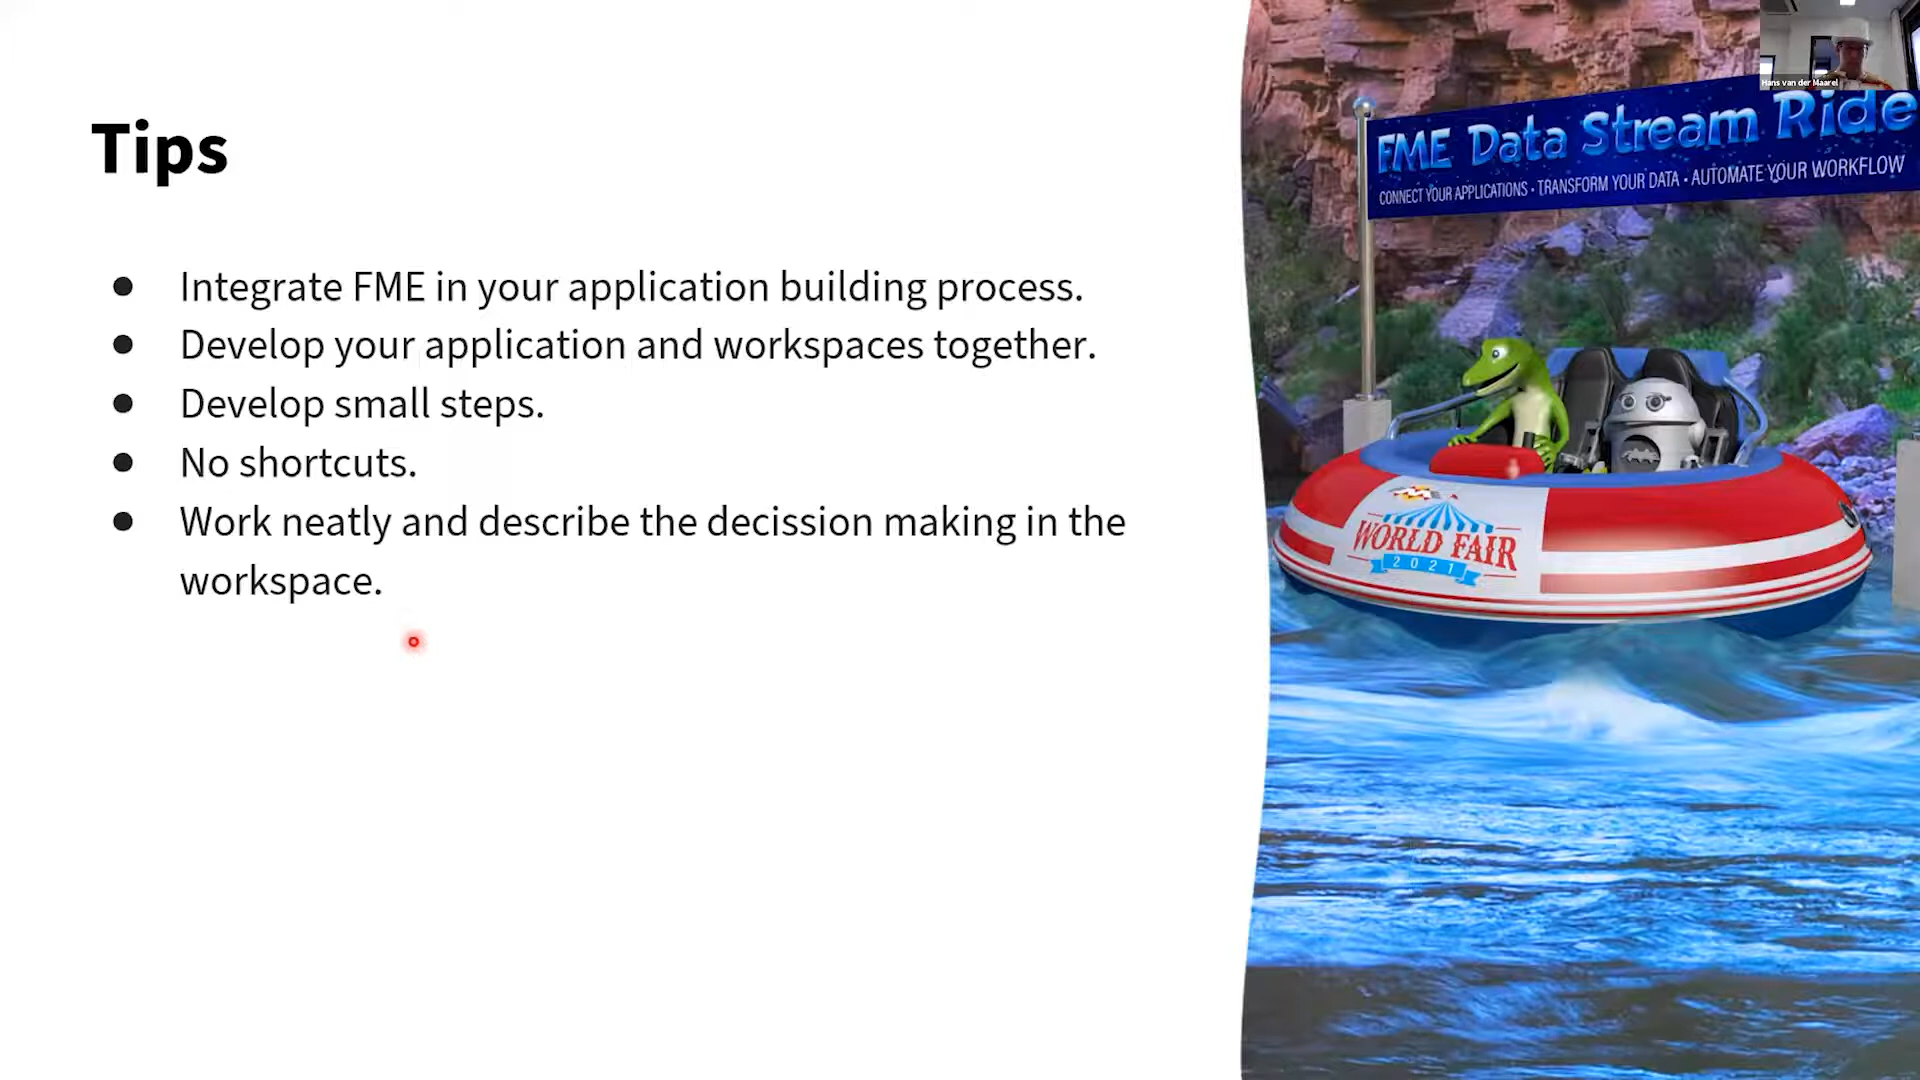 Hans van der Maarel
FME Data Stream Ride
CONNECT YOUR APPLICATIONS • TRANSFORM YOUR DATA • AUTOMATE YOUR WORKFLOW
Tips
● Integrate FME in your application building process.
● Develop your application and workspaces together.
● Develop small steps.
● No shortcuts.
● Work neatly and describe the decission making in the
workspace.
WORLD FAIR
2021